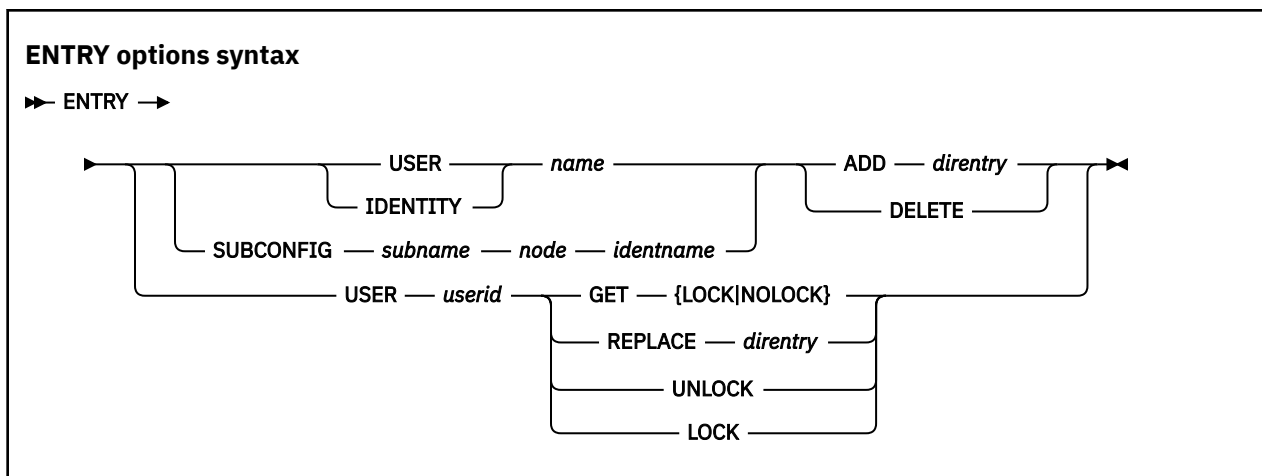 ENTRY options syntax
ENTRY
USER name ADD direntry
IDENTITY DELETE
SUBCONFIG subname node identname
USER userid GET {LOCK|NOLOCK}
REPLACE direntry
UNLOCK
LOCK